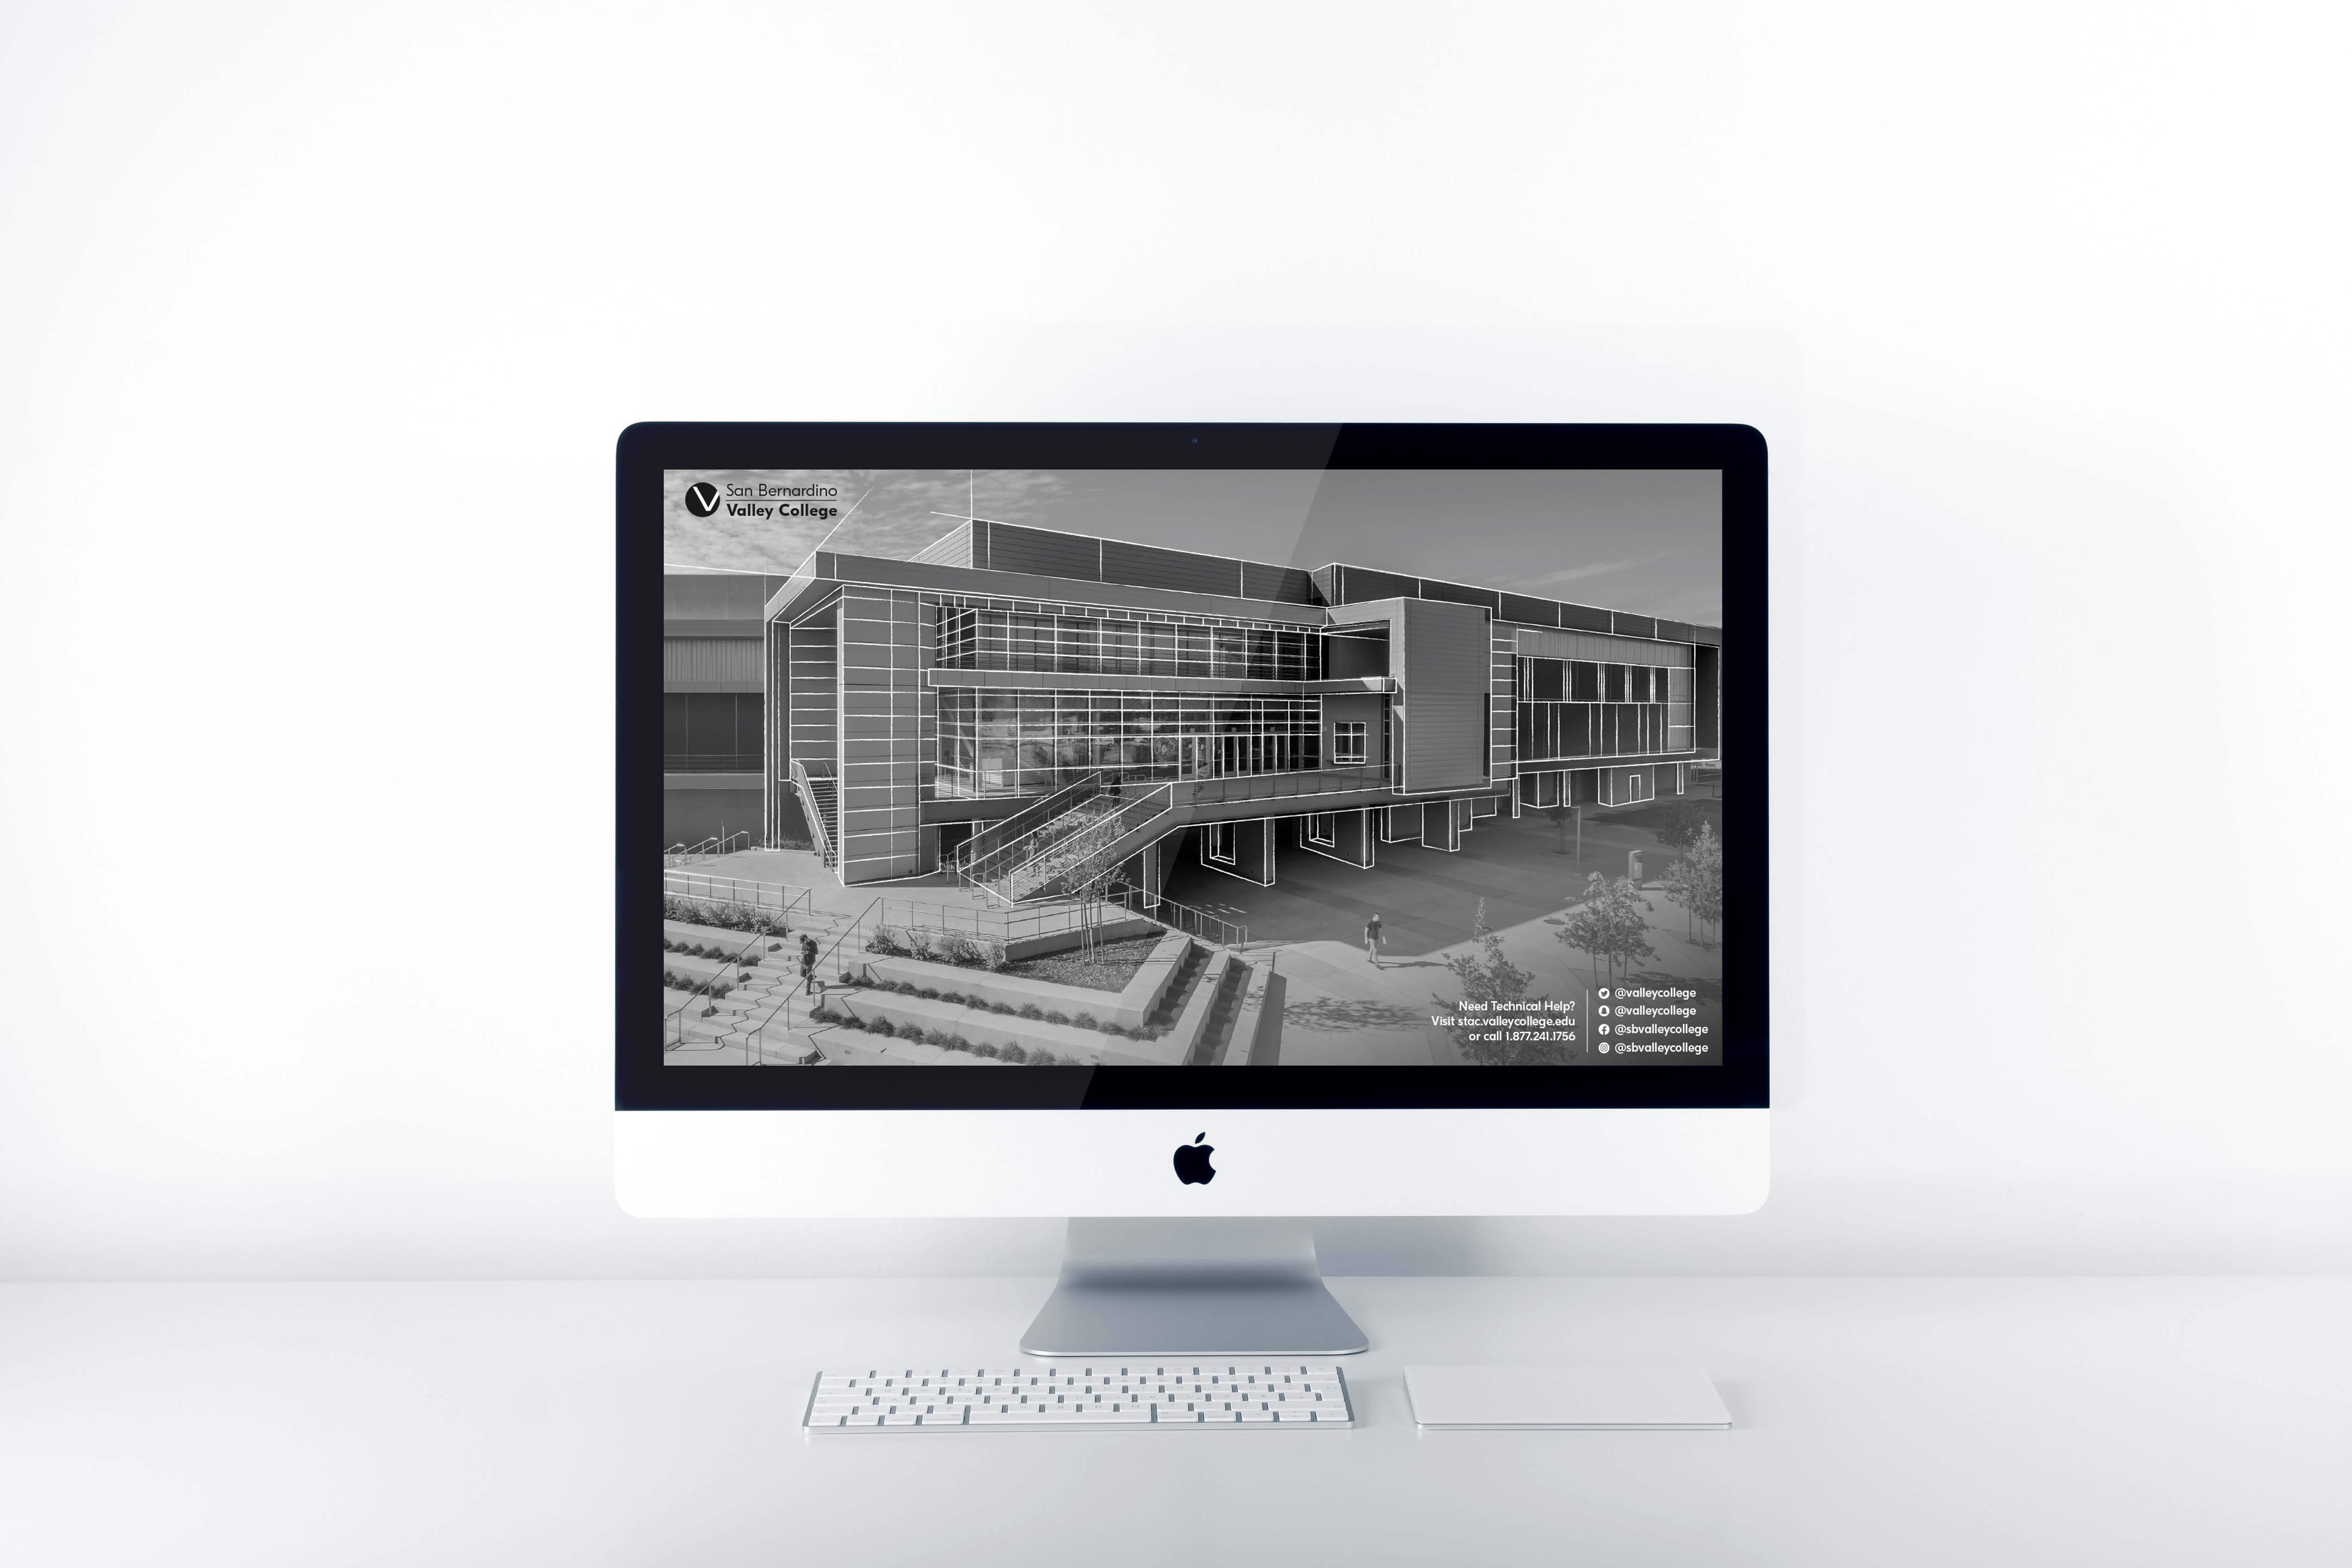 San Bernardino
Valley College
Need Technical Help?
Visit stac.valleycollege.edu
or call 1.877.241.1756
@valleycollege
@valleycollege
@sbvalleycollege
@sbvalleycollege